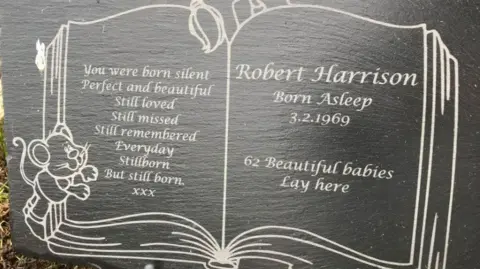 You were born silent
Perfect and beautiful
Still loved
Still missed
Still remembered
Everyday
Stillborn
But still born.
xxx
Robert Harrison
Born Asleep
3.2.1969
62 Beautiful babies
Lay here